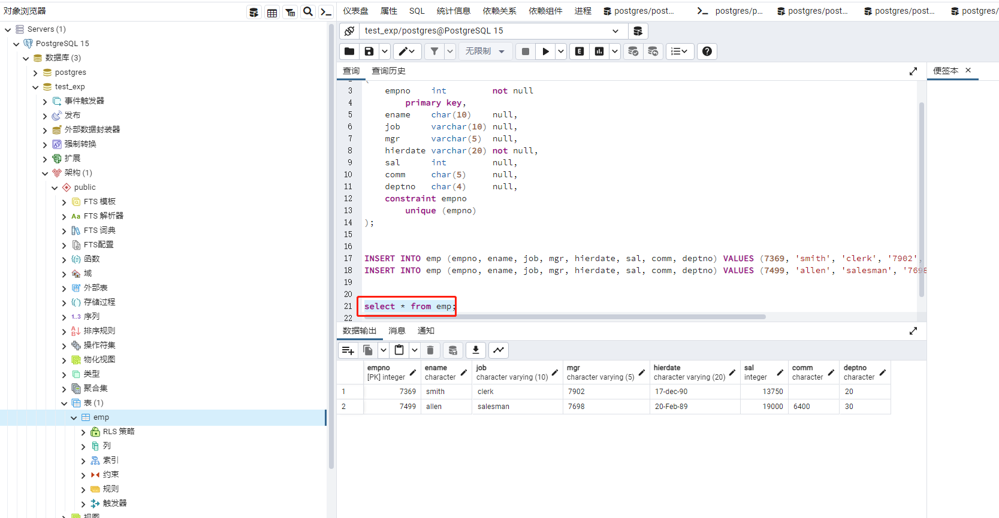 对象浏览器
Servers (1)
PostgreSQL 15
数据库 (3)
postgres
test_exp
事件触发器
发布
外部数据封装器
强制转换
扩展
架构 (1)
public
FTS 模板
Aa FTS 解析器
FTS 词典
FTS配置
函数
域
外部表
存储过程
1..3 序列
排序规则
操作符集
物化视图
类型
聚合集
表 (1)
emp
RLS 策略
列
索引
约束
规则
触发器
视图
仪表盘 属性 SQL 统计信息 依赖关系 依赖组件 进程 postgres/post... postgres/p... postgres/post... postgres/post... postgres/
test_exp/postgres@PostgreSQL 15
无限制
查询 查询历史
便签本
3 empno int not null
4 primary key,
5 ename char(10) null,
6 job varchar(10) null,
7 mgr varchar(5) null,
8 hierdate varchar(20) not null,
9 sal int null,
10 comm char(5) null,
11 deptno char(4) null,
12 constraint empno
13 unique (empno)
14 );
15
16
17 INSERT INTO emp (empno, ename, job, mgr, hierdate, sal, comm, deptno) VALUES (7369, 'smith', 'clerk', '7902',
18 INSERT INTO emp (empno, ename, job, mgr, hierdate, sal, comm, deptno) VALUES (7499, 'allen', 'salesman', '7698
19
20
21 select * from emp;
22
数据输出 消息 通知
empno ename job mgr hierdate sal comm deptno
[PK] integer character character varying (10) character varying (5) character varying (20) integer character character
1 7369 smith clerk 7902 17-dec-90 13750 20
2 7499 allen salesman 7698 20-Feb-89 19000 6400 30